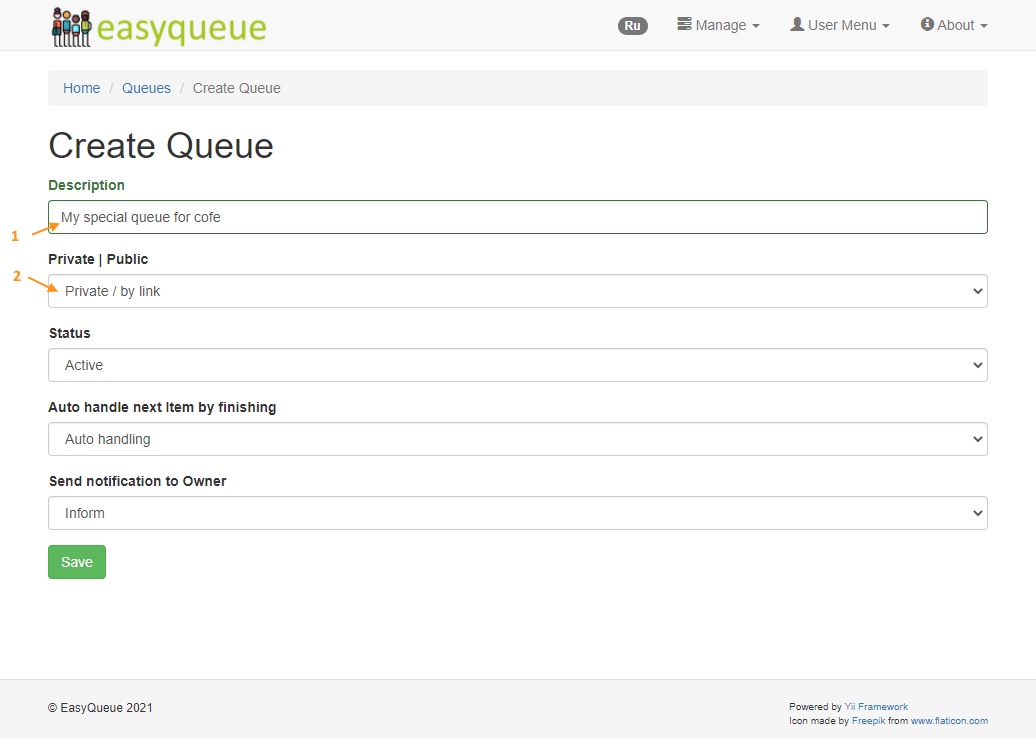 easyqueue Ru Manage User Menu About
Home / Queues / Create Queue
Create Queue
Description
My special queue for cofe
1
Private | Public
2
Private / by link
Status
Active
Auto handle next Item by finishing
Auto handling
Send notification to Owner
Inform
Save
© EasyQueue 2021
Powered by Yii Framework
Icon made by Freepik from www.flaticon.com